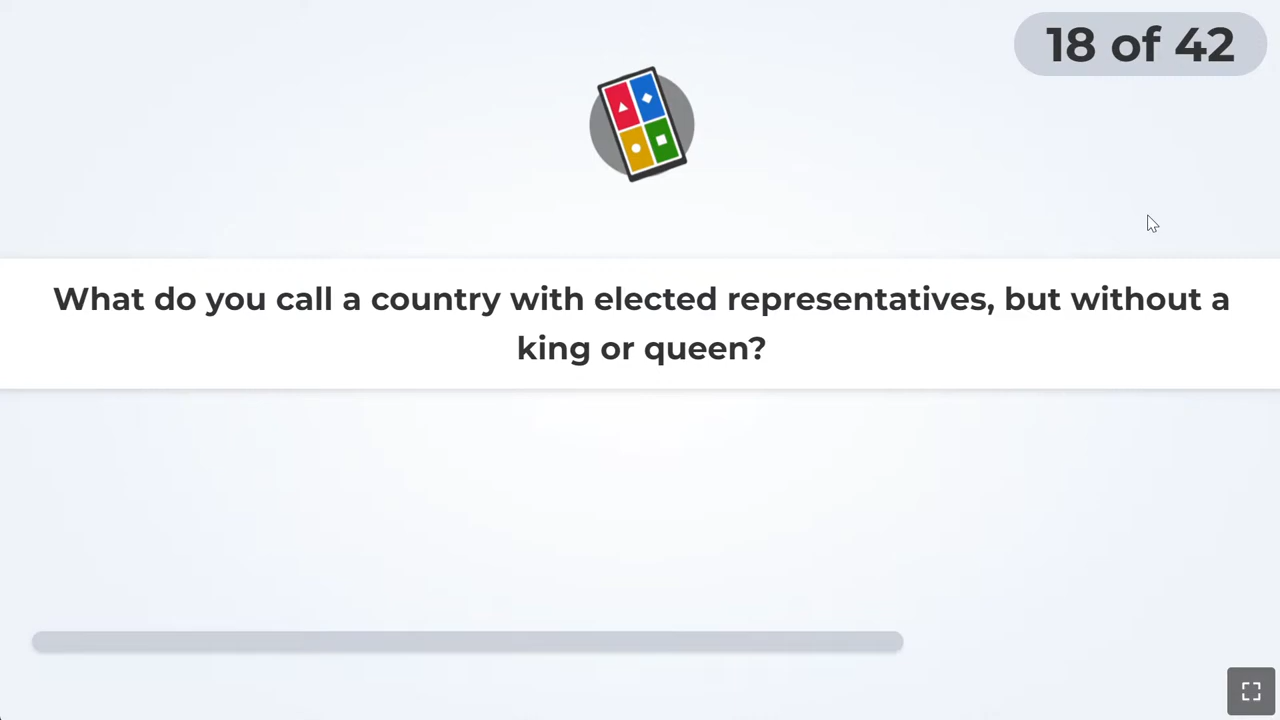 18 of 42
What do you call a country with elected representatives, but without a
king or queen?